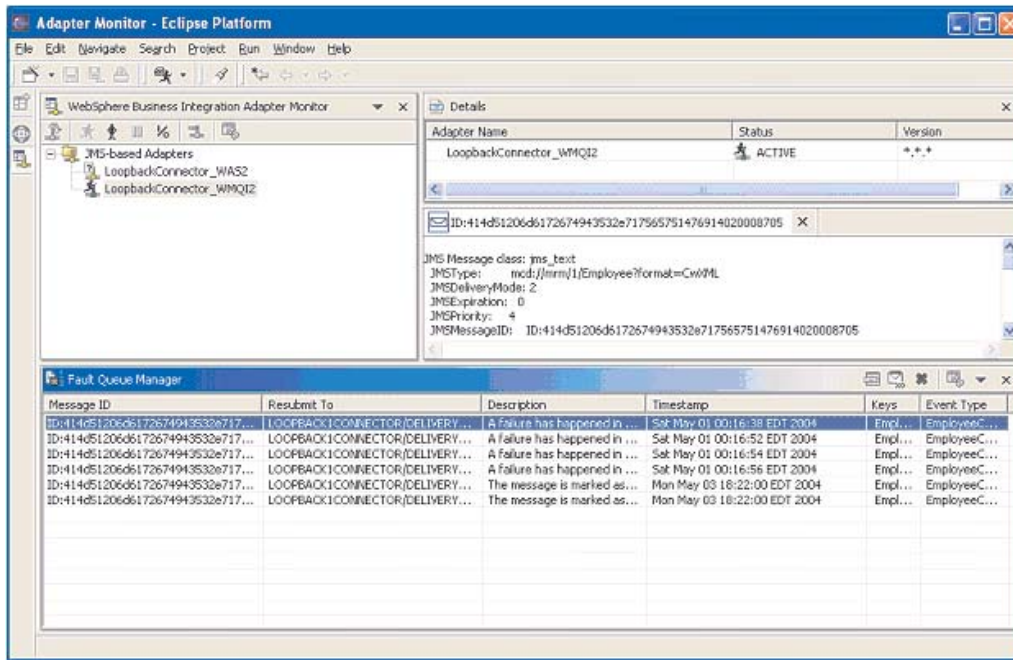 Adapter Monitor - Eclipse Platform
File Edit Navigate Search Project Run Window Help
WebSphere Business Integration Adapter Monitor
JMS-based Adapters
LoopbackConnector_WAS2
LoopbackConnector_WMQI2
Details
Adapter Name Status Version
LoopbackConnector_WMQI2 ACTIVE *.*.*
ID:414d51206d6172674943532e717565751476914020008705
JMS Message class: jms_text
JMSType: mcd://mrm/1/Employee?format=CwXML
JMSDeliveryMode: 2
JMSExpiration: 0
JMSPriority: 4
JMSMessageID: ID:414d51206d6172674943532e717565751476914020008705
Fault Queue Manager
Message ID Resubmit To Description Timestamp Keys Event Type
ID:414d51206d6172674943532e717... LOOPBACK1CONNECTOR/DELIVERY... A failure has happened in ... Sat May 01 00:16:38 EDT 2004 Empl... EmployeeC...
ID:414d51206d6172674943532e717... LOOPBACK1CONNECTOR/DELIVERY... A failure has happened in ... Sat May 01 00:16:52 EDT 2004 Empl... EmployeeC...
ID:414d51206d6172674943532e717... LOOPBACK1CONNECTOR/DELIVERY... A failure has happened in ... Sat May 01 00:16:54 EDT 2004 Empl... EmployeeC...
ID:414d51206d6172674943532e717... LOOPBACK1CONNECTOR/DELIVERY... A failure has happened in ... Sat May 01 00:16:56 EDT 2004 Empl... EmployeeC...
ID:414d51206d6172674943532e717... LOOPBACK1CONNECTOR/DELIVERY... The message is marked as... Mon May 03 18:22:00 EDT 2004 Empl... EmployeeC...
ID:414d51206d6172674943532e717... LOOPBACK1CONNECTOR/DELIVERY... The message is marked as... Mon May 03 18:22:00 EDT 2004 Empl... EmployeeC...